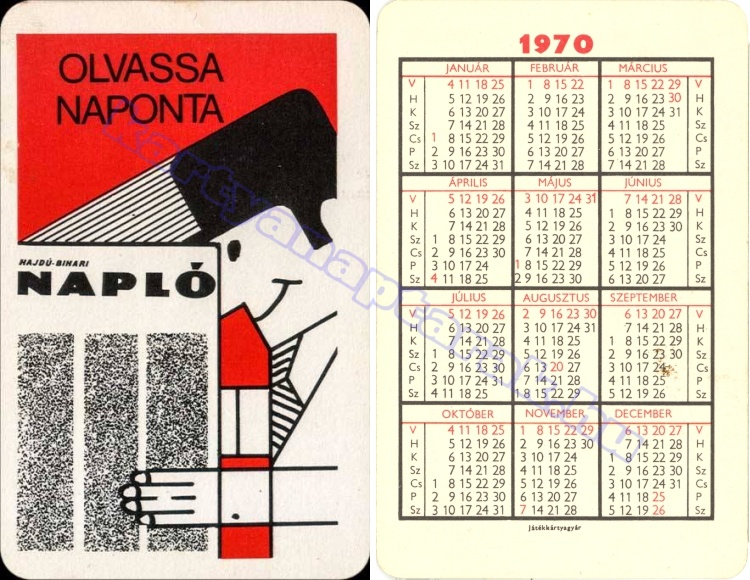 OLVASSA
NAPONTA
HAJDÚ-BIHARI
NAPLÓ
kartyanaptarak.hu
1970
JANUÁR FEBRUÁR MÁRCIUS
V 4 11 18 25 1 8 15 22 1 8 15 22 29 V
H 5 12 19 26 2 9 16 23 2 9 16 23 30 H
K 6 13 20 27 3 10 17 24 3 10 17 24 31 K
Sz 7 14 21 28 4 11 18 25 4 11 18 25 Sz
Cs 1 8 15 22 29 5 12 19 26 5 12 19 26 Cs
P 2 9 16 23 30 6 13 20 27 6 13 20 27 P
Sz 3 10 17 24 31 7 14 21 28 7 14 21 28 Sz
ÁPRILIS MÁJUS JÚNIUS
V 5 12 19 26 3 10 17 24 31 7 14 21 28 V
H 6 13 20 27 4 11 18 25 1 8 15 22 29 H
K 7 14 21 28 5 12 19 26 2 9 16 23 30 K
Sz 1 8 15 22 29 6 13 20 27 3 10 17 24 Sz
Cs 2 9 16 23 30 7 14 21 28 4 11 18 25 Cs
P 3 10 17 24 1 8 15 22 29 5 12 19 26 P
Sz 4 11 18 25 2 9 16 23 30 6 13 20 27 Sz
JÚLIUS AUGUSZTUS SZEPTEMBER
V 5 12 19 26 2 9 16 23 30 6 13 20 27 V
H 6 13 20 27 3 10 17 24 31 7 14 21 28 H
K 7 14 21 28 4 11 18 25 1 8 15 22 29 K
Sz 1 8 15 22 29 5 12 19 26 2 9 16 23 30 Sz
Cs 2 9 16 23 30 6 13 20 27 3 10 17 24 Cs
P 3 10 17 24 31 7 14 21 28 4 11 18 25 P
Sz 4 11 18 25 1 8 15 22 29 5 12 19 26 Sz
OKTÓBER NOVEMBER DECEMBER
V 4 11 18 25 1 8 15 22 29 6 13 20 27 V
H 5 12 19 26 2 9 16 23 30 7 14 21 28 H
K 6 13 20 27 3 10 17 24 1 8 15 22 29 K
Sz 7 14 21 28 4 11 18 25 2 9 16 23 30 Sz
Cs 1 8 15 22 29 5 12 19 26 3 10 17 24 31 Cs
P 2 9 16 23 30 6 13 20 27 4 11 18 25 P
Sz 3 10 17 24 31 7 14 21 28 5 12 19 26 Sz
Játékkártyagyár